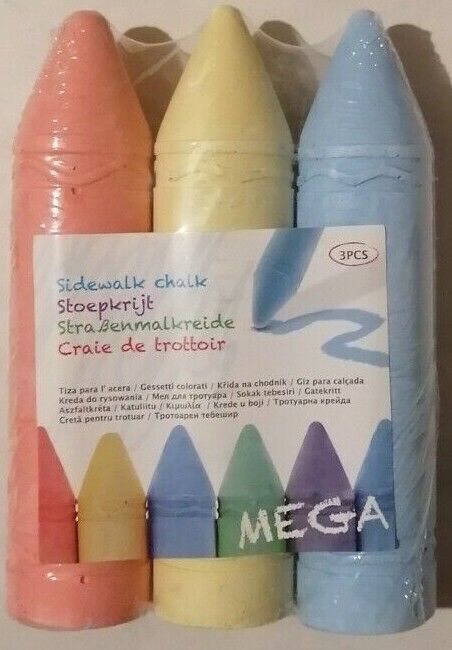 3PCS
Sidewalk chalk
Stoepkrijt
Straßenmalkreide
Craie de trottoir
Tiza para l' acera / Gessetti colorati / Křída na chodník / Giz para calçada
Kreda do rysowania / Мел для тротуара / Sokak tebesiri / Gatekritt
Aszfaltkréta / Katuliitu / Κιμωλία / Krede u boji / Тротуарна крейда
Cretă pentru trotuar / Тротоарен тебешир
MEGA